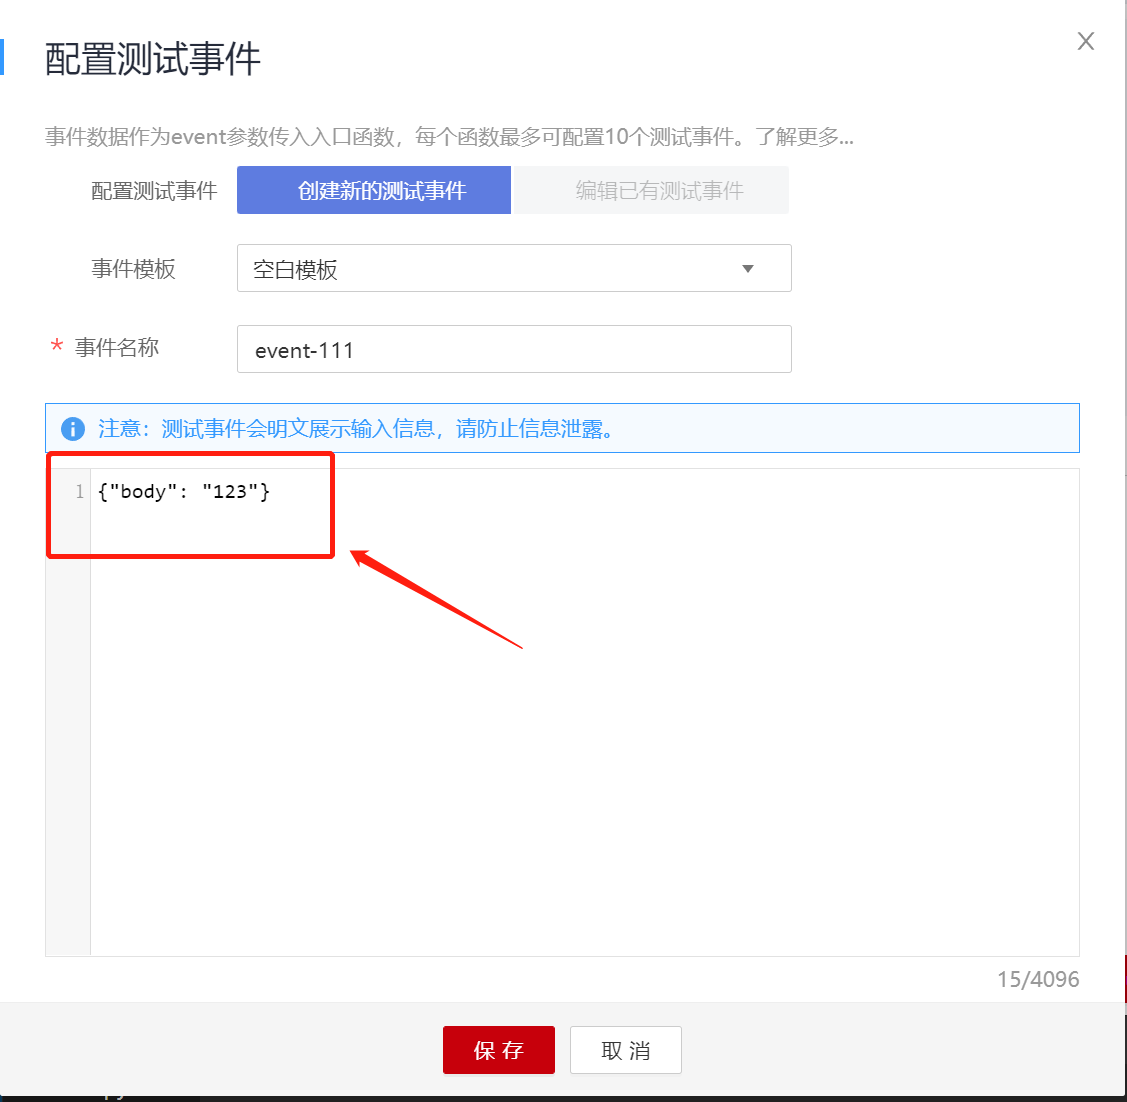 配置测试事件
事件数据作为event参数传入入口函数，每个函数最多可配置10个测试事件。了解更多...
配置测试事件 创建新的测试事件 编辑已有测试事件
事件模板 空白模板
* 事件名称 event-111
注意：测试事件会明文展示输入信息，请防止信息泄露。
1 {"body": "123"}
15/4096
保存 取消